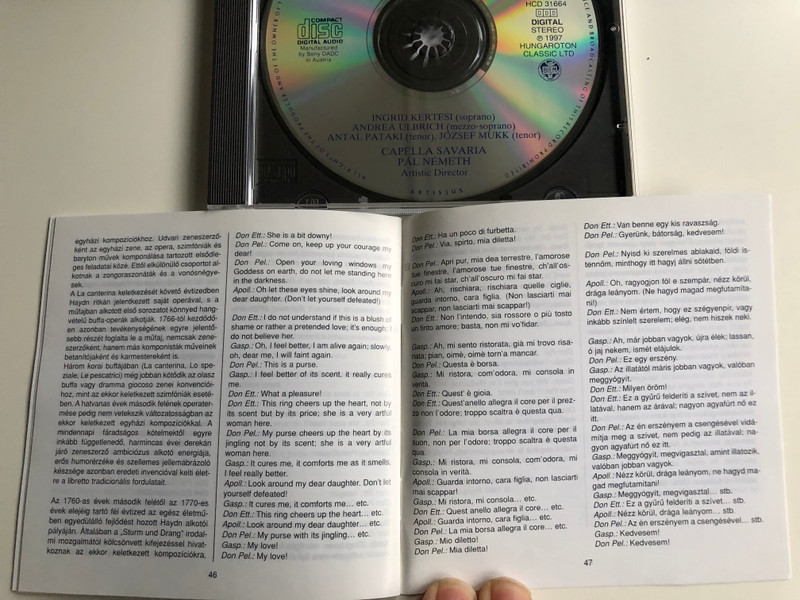 COMPACT
disc
DIGITAL AUDIO
Manufactured
by Sony DADC
in Austria
HCD 31664
DDD
DIGITAL
STEREO
℗ 1997
HUNGAROTON
CLASSIC LTD
INGRID KERTESI (soprano)
ANDREA ULBRICH (mezzo-soprano)
ANTAL PATAKI (tenor), JÓZSEF MUKK (tenor)
CAPELLA SAVARIA
PÁL NÉMETH
Artistic Director
egyházi kompozíciókhoz. Udvari zeneszerző-
ként az egyházi zene, az opera, szimfóniák és
baryton művek komponálása tartozott elsődle-
ges feladatai közé. Ettől elkülönülő csoportot al-
kotnak a zongoraszonáták és a vonósnégye-
sek.
A La canterina keletkezését követő évtizedben
Haydn ritkán jelentkezett saját operával, s a
műfajban alkotott első sorozatot könnyed hang-
vételű buffa-operák alkotják. 1766-tól kezdődő-
en azonban tevékenységének egyre jelentő-
sebb részét foglalta le a műfaj, nemcsak zene-
szerzőként, hanem más komponisták műveinek
betanítójaként és karmestereként is.
Három korai buffájában (La canterina, Lo spe-
ziale, Le pescatrici) még jobban kötődik az olasz
buffa vagy dramma giocoso zenei konvenciói-
hoz, mint az ekkor keletkezett szimfóniák eseté-
ben. A hatvanas évek második felének operater-
mése pedig nem vetekszik változatosságban az
ekkor keletkezett egyházi kompozíciókkal. A
mindennapi fáradságos kötelmektől egyre
inkább függetlenedő, harmincas évei derekán
járó zeneszerző ambiciózus alkotó energiája,
erős humorérzéke és szellemes jellemábrázoló
készsége azonban eredeti invencióval kelti élet-
re a libretto tradicionális fordulatait.
Az 1760-as évek második felétől az 1770-es
évek elejéig tartó fél évtized az egész életmű-
ben egyedülálló fejlődést hozott Haydn alkotói
pályáján. Általában a „Sturm und Drang" irodal-
mi mozgalmától kölcsönvett kifejezéssel hivat-
koznak az ekkor keletkezett kompozíciókra,
Don Ett.: She is a bit downy!
Don Pel.: Come on, keep up your courage my
dear!
Don Pel.: Open your loving windows my
Goddess on earth, do not let me standing here
in the darkness.
Apoll.: Oh let these eyes shine, look around my
dear daughter. (Don't let yourself defeated!)
Don Ett.: I do not understand if this is a blush of
shame or rather a pretended love; it's enough; I
do not believe her.
Gasp.: Oh, I feel better, I am alive again; slowly,
oh, dear me, I will faint again.
Don Pel.: This is a purse.
Gasp.: I feel better of its scent, it really cures
me.
Don Ett.: What a pleasure!
Don Ett.: This ring cheers up the heart, not by
its scent but by its price; she is a very artful
woman here.
Don Pel.: My purse cheers up the heart by its
jingling not by its scent; she is a very artful
woman here.
Gasp.: It cures me, it comforts me as it smells,
I feel really better.
Apoll.: Look around my dear daughter. Don't let
yourself defeated!
Gasp.: It cures me, it comforts me... etc.
Don Ett.: This ring cheers up the heart... etc.
Apoll.: Look around my dear daughter... etc.
Don Pel.: My purse with its jingling... etc.
Gasp.: My love!
Don Pel.: My love!
46
Don Ett.: Ha un poco di furbetta.
Don Pel.: Via, spirto, mia diletta!
Don Pel.: Apri pur, mia dea terrestre, l'amorose
tue finestre, l'amorose tue finestre, ch'all'os-
curo mi fai star, ch'all'oscuro mi fai star.
Apoll.: Ah, rischiara, rischiara quelle ciglie,
guarda intorno, cara figlia. (Non lasciarti mai
scappar, non lasciarti mai scappar!)
Don Ett.: Non l'intendo, sia rossore o più tosto
un finto amore; basta, non mi vo'fidar.
Gasp.: Ah, mi sento ristorata, già mi trovo risa-
nata; pian, oimè, oimè torn'a mancar.
Don Pel.: Questa è borsa.
Gasp.: Mi ristora, com'odora, mi consola in
verità.
Don Ett.: Quest' è gioia.
Don Ett.: Quest'anello allegra il core per il prez-
zo non l'odore; troppo scaltra è questa qua.
Don Pel.: La mia borsa allegra il core per il
suon, non per l'odore; troppo scaltra è questa
qua.
Gasp.: Mi ristora, mi consola, com'odora, mi
consola in verità.
Apoll.: Guarda intorno, cara figlia, non lasciarti
mai scappar!
Gasp.: Mi ristora, mi consola... etc.
Don Ett.: Quest anello allegra il core... etc.
Apoll.: Guarda intorno, cara figlia... etc.
Don Pel.: La mia borsa allegra il core... etc.
Gasp.: Mio diletto!
Don Pel.: Mia diletta!
Don Ett.: Van benne egy kis ravaszság.
Don Pel.: Gyerünk, bátorság, kedvesem!
Don Pel.: Nyisd ki szerelmes ablakaid, földi is-
tennőm, minthogy itt hagyj állni sötétben.
Apoll.: Oh, ragyogjon föl e szempár, nézz körül,
drága leányom. (Ne hagyd magad megfutamíta-
ni!)
Don Ett.: Nem értem, hogy ez szégyenpír, vagy
inkább színlelt szerelem; elég, nem hiszek neki.
Gasp.: Ah, már jobban vagyok, újra élek; lassan,
ó jaj nekem, ismét elájulok.
Don Pel.: Ez egy erszény.
Gasp.: Az illatától máris jobban vagyok, valóban
meggyógyít.
Don Ett.: Milyen öröm!
Don Ett.: Ez a gyűrű felderíti a szívet, nem az il-
latával, hanem az árával; nagyon agyafúrt nő ez
itt.
Don Pel.: Az én erszényem a csengésével vidá-
mítja meg a szívet, nem pedig az illatával; na-
gyon agyafúrt nő ez itt.
Gasp.: Meggyógyít, megvigasztal, amint illatozik,
valóban jobban vagyok.
Apoll.: Nézz körül, drága leányom, ne hagyd ma-
gad megfutamítani!
Gasp.: Meggyógyít, megvigasztal... stb.
Don Ett.: Ez a gyűrű felderíti a szívet... stb.
Apoll.: Nézz körül, drága leányom... stb.
Don Pel.: Az én erszényem a csengésével... stb.
Gasp.: Kedvesem!
Don Pel.: Kedvesem!
47